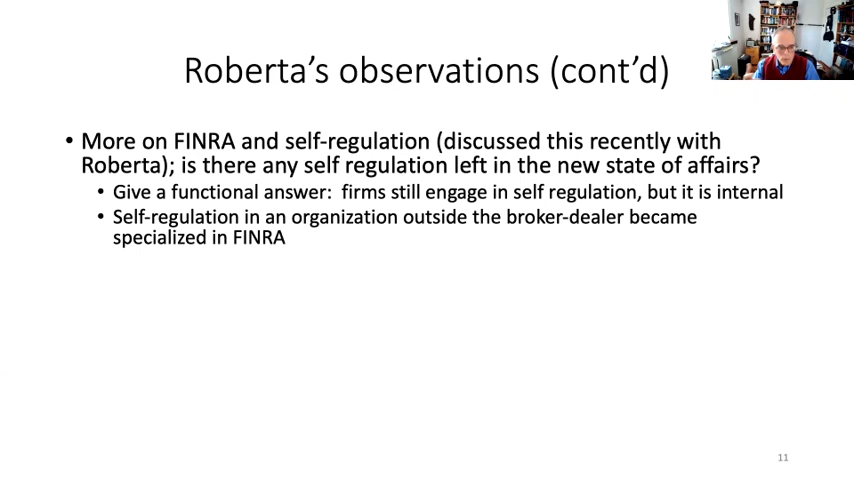 Roberta’s observations (cont’d)
• More on FINRA and self-regulation (discussed this recently with
Roberta); is there any self regulation left in the new state of affairs?
• Give a functional answer: firms still engage in self regulation, but it is internal
• Self-regulation in an organization outside the broker-dealer became
specialized in FINRA
11